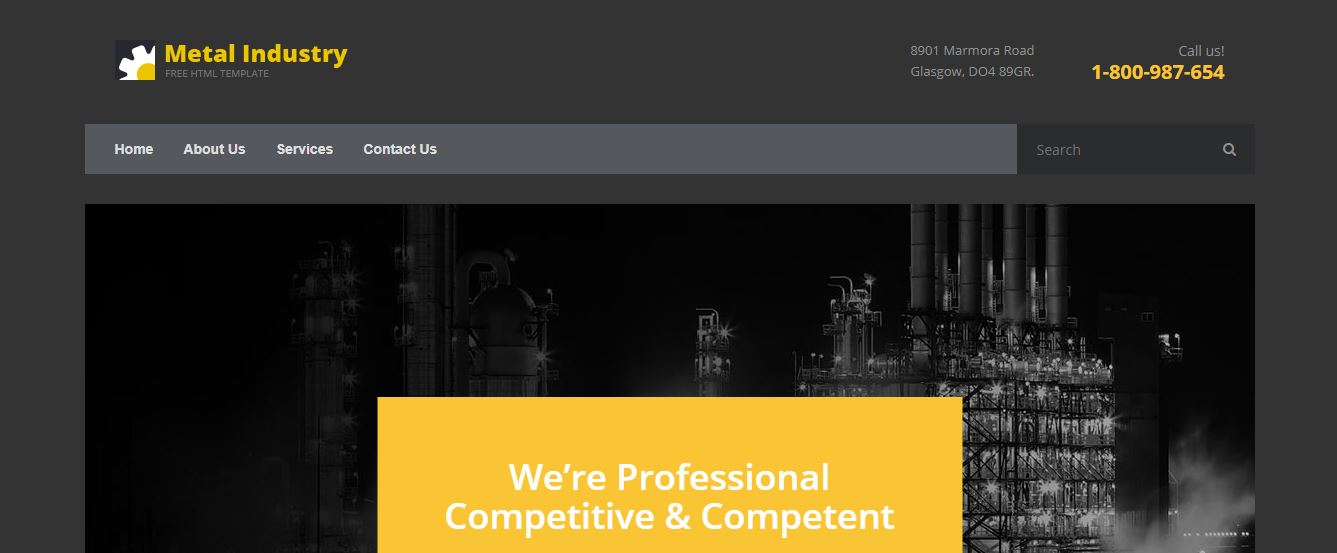 Metal Industry
FREE HTML TEMPLATE
8901 Marmora Road
Glasgow, DO4 89GR.
Call us!
1-800-987-654
Home About Us Services Contact Us Search
We’re Professional
Competitive & Competent